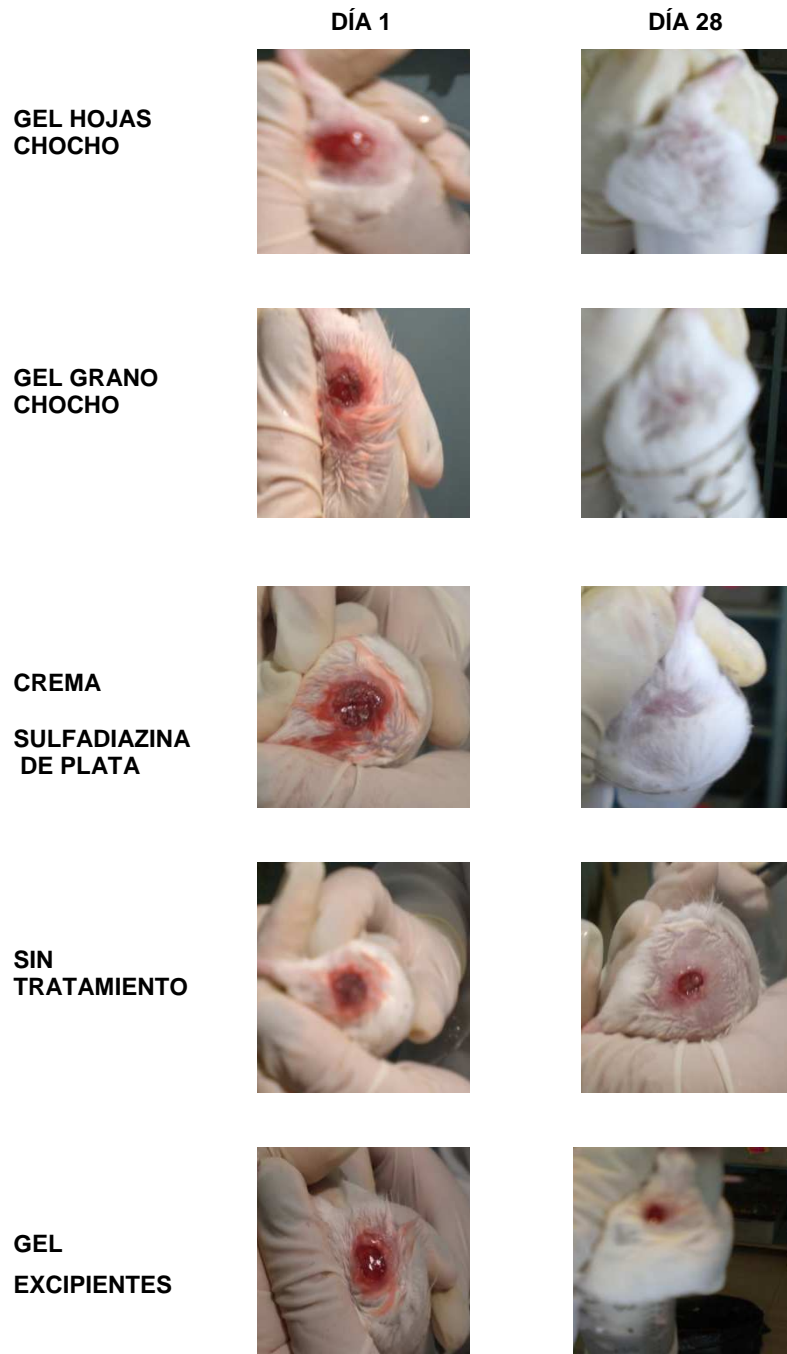 DÍA 1
DÍA 28
GEL HOJAS
CHOCHO
GEL GRANO
CHOCHO
CREMA
SULFADIAZINA
DE PLATA
SIN
TRATAMIENTO
GEL
EXCIPIENTES